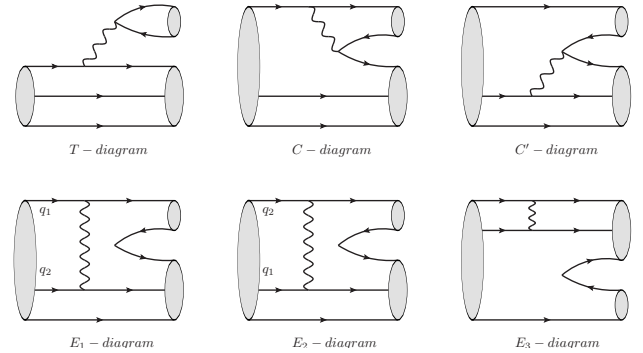 T − diagram
C − diagram
C′ − diagram
q1
q2
q2
q1
E1 − diagram
E2 − diagram
E3 − diagram